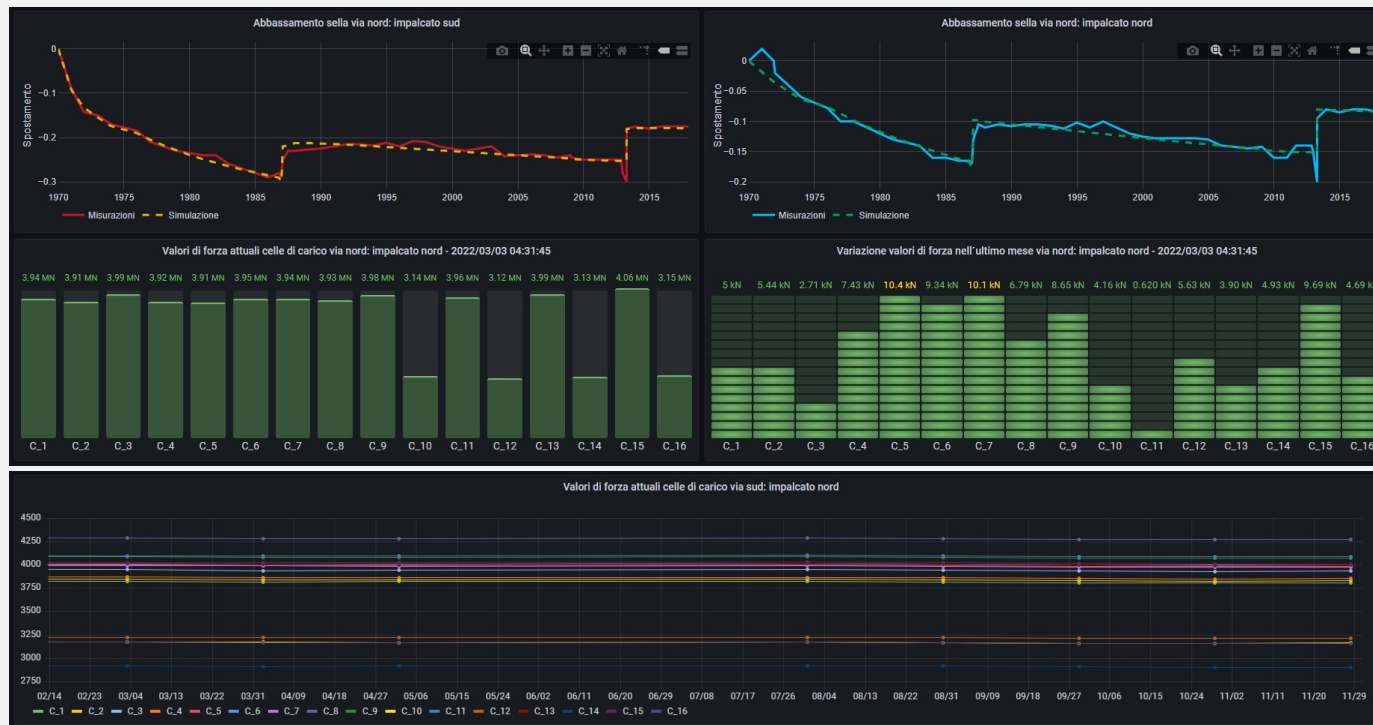 Abbassamento sella via nord: impalcato sud
0
−0.1
−0.2
−0.3
Spostamento
1970 1975 1980 1985 1990 1995 2000 2005 2010 2015
Misurazioni Simulazione
Abbassamento sella via nord: impalcato nord
0
−0.05
−0.1
−0.15
−0.2
Spostamento
1970 1975 1980 1985 1990 1995 2000 2005 2010 2015
Misurazioni Simulazione
Valori di forza attuali celle di carico via nord: impalcato nord - 2022/03/03 04:31:45
3.94 MN 3.91 MN 3.99 MN 3.92 MN 3.91 MN 3.95 MN 3.94 MN 3.93 MN 3.98 MN 3.14 MN 3.96 MN 3.12 MN 3.99 MN 3.13 MN 4.06 MN 3.15 MN
C_1 C_2 C_3 C_4 C_5 C_6 C_7 C_8 C_9 C_10 C_11 C_12 C_13 C_14 C_15 C_16
Variazione valori di forza nell´ultimo mese via nord: impalcato nord - 2022/03/03 04:31:45
5 kN 5.44 kN 2.71 kN 7.43 kN 10.4 kN 9.34 kN 10.1 kN 6.79 kN 8.65 kN 4.16 kN 0.620 kN 5.63 kN 3.90 kN 4.93 kN 9.69 kN 4.69 k
C_1 C_2 C_3 C_4 C_5 C_6 C_7 C_8 C_9 C_10 C_11 C_12 C_13 C_14 C_15 C_16
Valori di forza attuali celle di carico via sud: impalcato nord
4500
4250
4000
3750
3500
3250
3000
2750
02/14 02/23 03/04 03/13 03/22 03/31 04/09 04/18 04/27 05/06 05/15 05/24 06/02 06/11 06/20 06/29 07/08 07/17 07/26 08/04 08/13 08/22 08/31 09/09 09/18 09/27 10/06 10/15 10/24 11/02 11/11 11/20 11/29
C_1 C_2 C_3 C_4 C_5 C_6 C_7 C_8 C_9 C_10 C_11 C_12 C_13 C_14 C_15 C_16